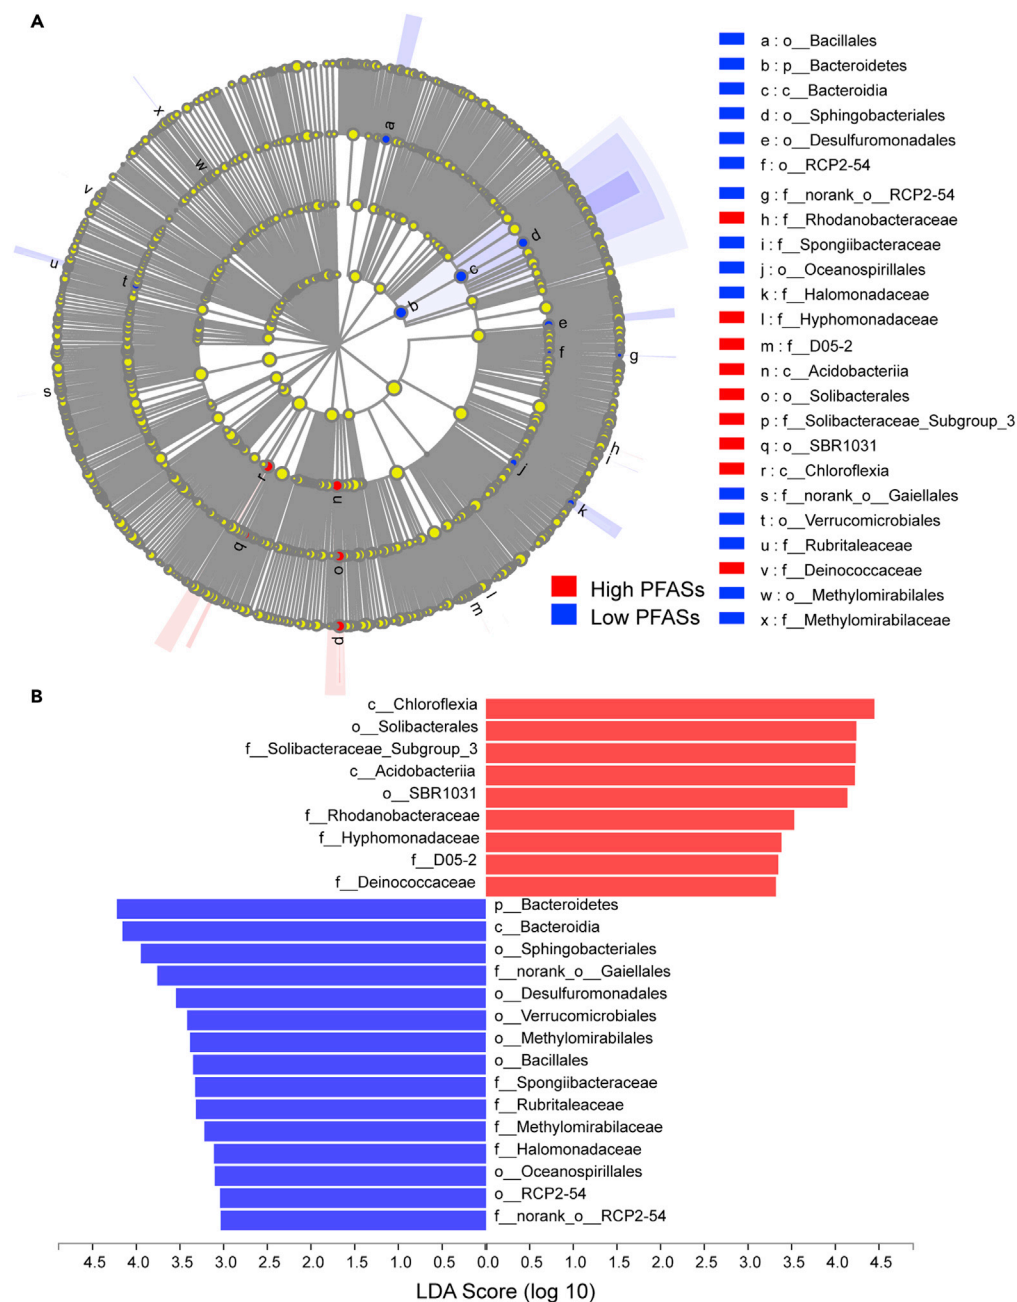 A
a : o__Bacillales
b : p__Bacteroidetes
c : c__Bacteroidia
d : o__Sphingobacteriales
e : o__Desulfuromonadales
f : o__RCP2-54
g : f__norank_o__RCP2-54
h : f__Rhodanobacteraceae
i : f__Spongiibacteraceae
j : o__Oceanospirillales
k : f__Halomonadaceae
l : f__Hyphomonadaceae
m : f__D05-2
n : c__Acidobacteriia
o : o__Solibacterales
p : f__Solibacteraceae_Subgroup_3
q : o__SBR1031
r : c__Chloroflexia
s : f__norank_o__Gaiellales
t : o__Verrucomicrobiales
u : f__Rubritaleaceae
v : f__Deinococcaceae
w : o__Methylomirabilales
x : f__Methylomirabilaceae
a
b
c
d
e
f
g
h
i
j
k
l
m
n
o
p
q
r
s
t
u
v
w
x
High PFASs
Low PFASs
B
c__Chloroflexia
o__Solibacterales
f__Solibacteraceae_Subgroup_3
c__Acidobacteriia
o__SBR1031
f__Rhodanobacteraceae
f__Hyphomonadaceae
f__D05-2
f__Deinococcaceae
p__Bacteroidetes
c__Bacteroidia
o__Sphingobacteriales
f__norank_o__Gaiellales
o__Desulfuromonadales
o__Verrucomicrobiales
o__Methylomirabilales
o__Bacillales
f__Spongiibacteraceae
f__Rubritaleaceae
f__Methylomirabilaceae
f__Halomonadaceae
o__Oceanospirillales
o__RCP2-54
f__norank_o__RCP2-54
4.5 4.0 3.5 3.0 2.5 2.0 1.5 1.0 0.5 0.0 0.5 1.0 1.5 2.0 2.5 3.0 3.5 4.0 4.5
LDA Score (log 10)